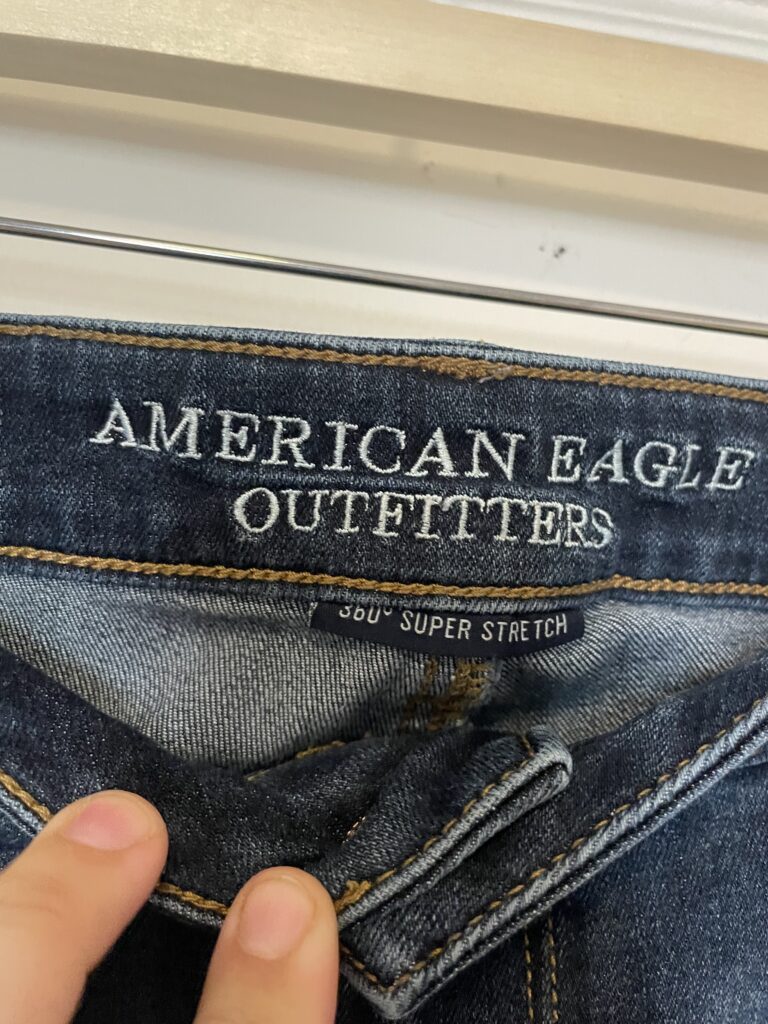 AMERICAN EAGLE
OUTFITTERS
360° SUPER STRETCH